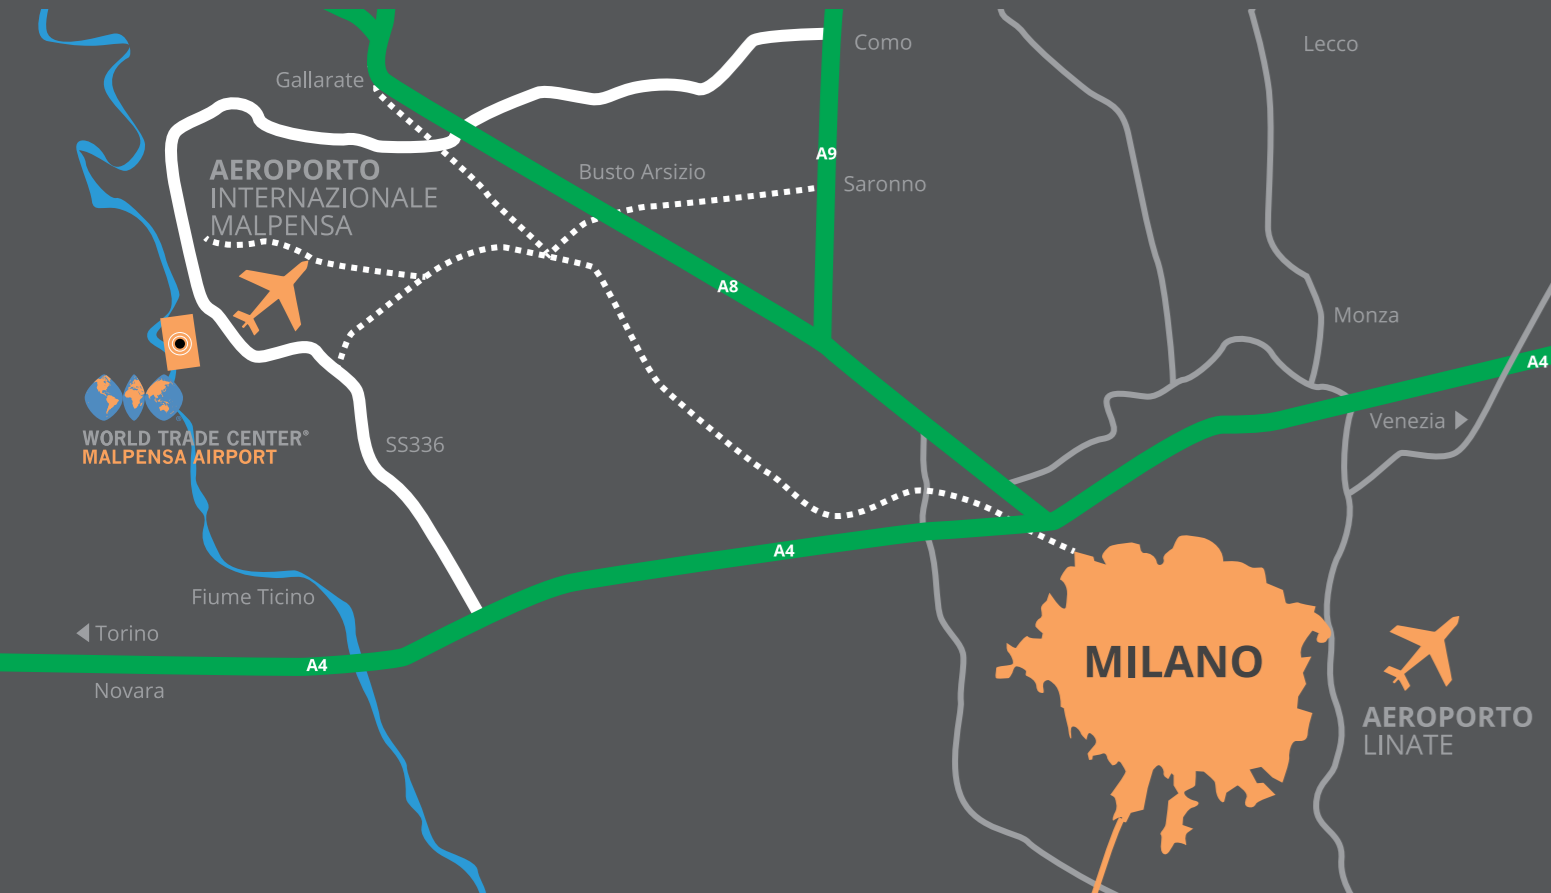 Como
Lecco
Gallarate
A9
Busto Arsizio
Saronno
AEROPORTO
INTERNAZIONALE
MALPENSA
A8
Monza
A4
Venezia
WORLD TRADE CENTER®
MALPENSA AIRPORT
SS336
A4
Fiume Ticino
Torino
A4
Novara
MILANO
AEROPORTO
LINATE